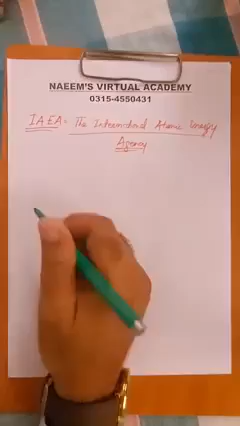 NAEEM'S VIRTUAL ACADEMY
0315-4550431
IAEA. The International Atomic Energy
Agency